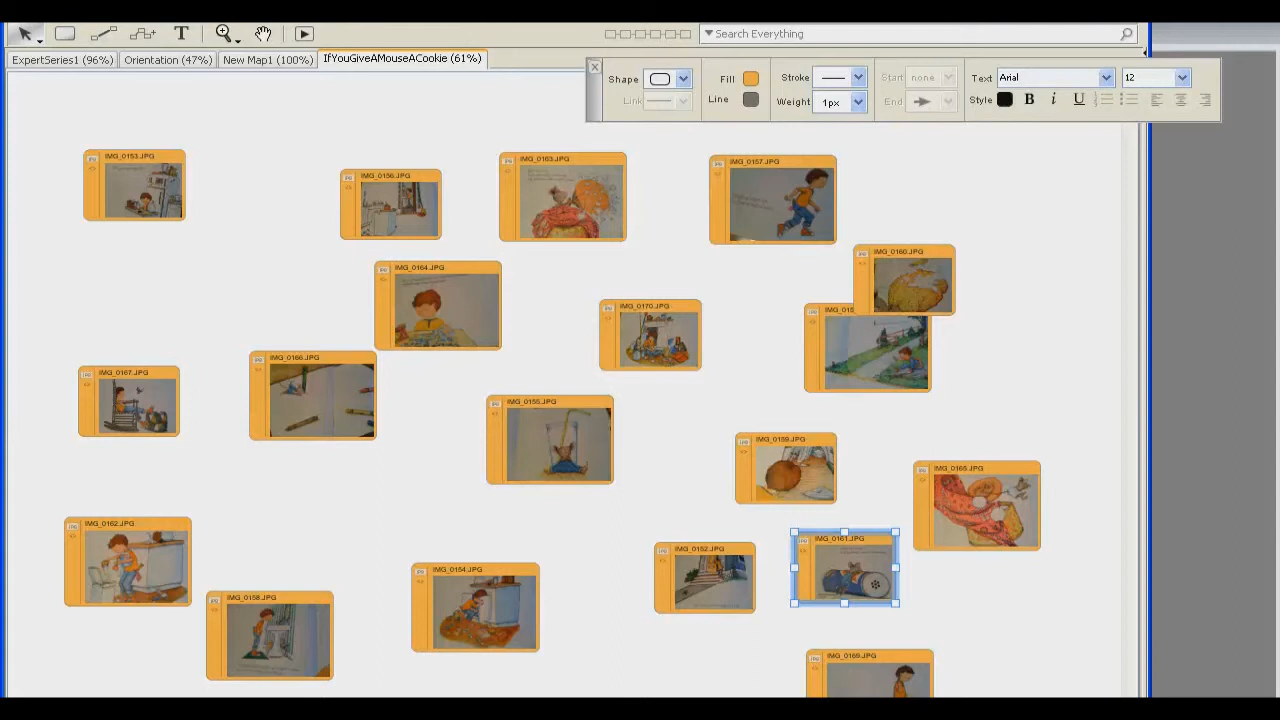 T
Search Everything
ExpertSeries1 (96%)
Orientation (47%)
New Map1 (100%)
IfYouGiveAMouseACookie (61%)
Shape
Fill
Stroke
Start none
Text Arial 12
Link
Line
Weight 1px
End
Style B i U
IMG_0153.JPG
IMG_0156.JPG
IMG_0163.JPG
IMG_0157.JPG
IMG_0160.JPG
IMG_0164.JPG
IMG_0170.JPG
IMG_015
IMG_0167.JPG
IMG_0166.JPG
IMG_0155.JPG
IMG_0159.JPG
IMG_0165.JPG
IMG_0162.JPG
IMG_0152.JPG
IMG_0161.JPG
IMG_0154.JPG
IMG_0158.JPG
IMG_0169.JPG